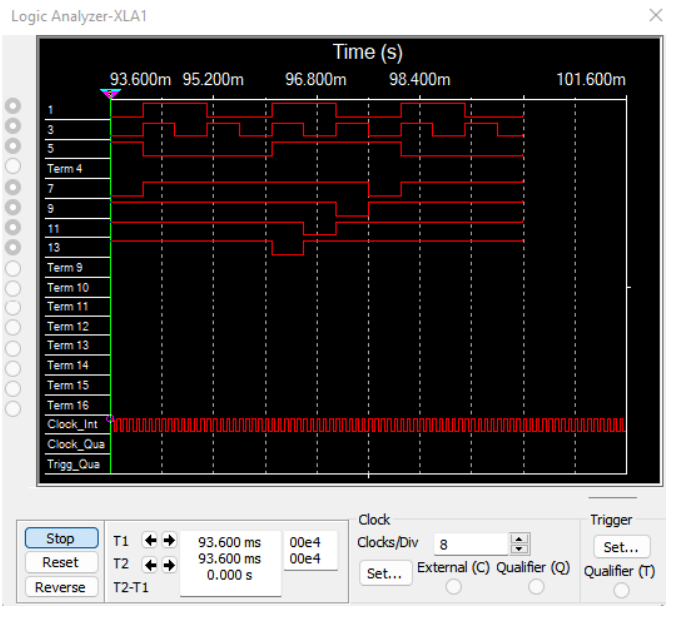 Logic Analyzer-XLA1
Time (s)
93.600m 95.200m 96.800m 98.400m 101.600m
1
3
5
Term 4
7
9
11
13
Term 9
Term 10
Term 11
Term 12
Term 13
Term 14
Term 15
Term 16
Clock_Int
Clock_Qua
Trigg_Qua
Stop
Reset
Reverse
T1
T2
T2-T1
93.600 ms
93.600 ms
0.000 s
00e4
00e4
Clock
Clocks/Div 8
Set... External (C) Qualifier (Q)
Trigger
Set...
Qualifier (T)